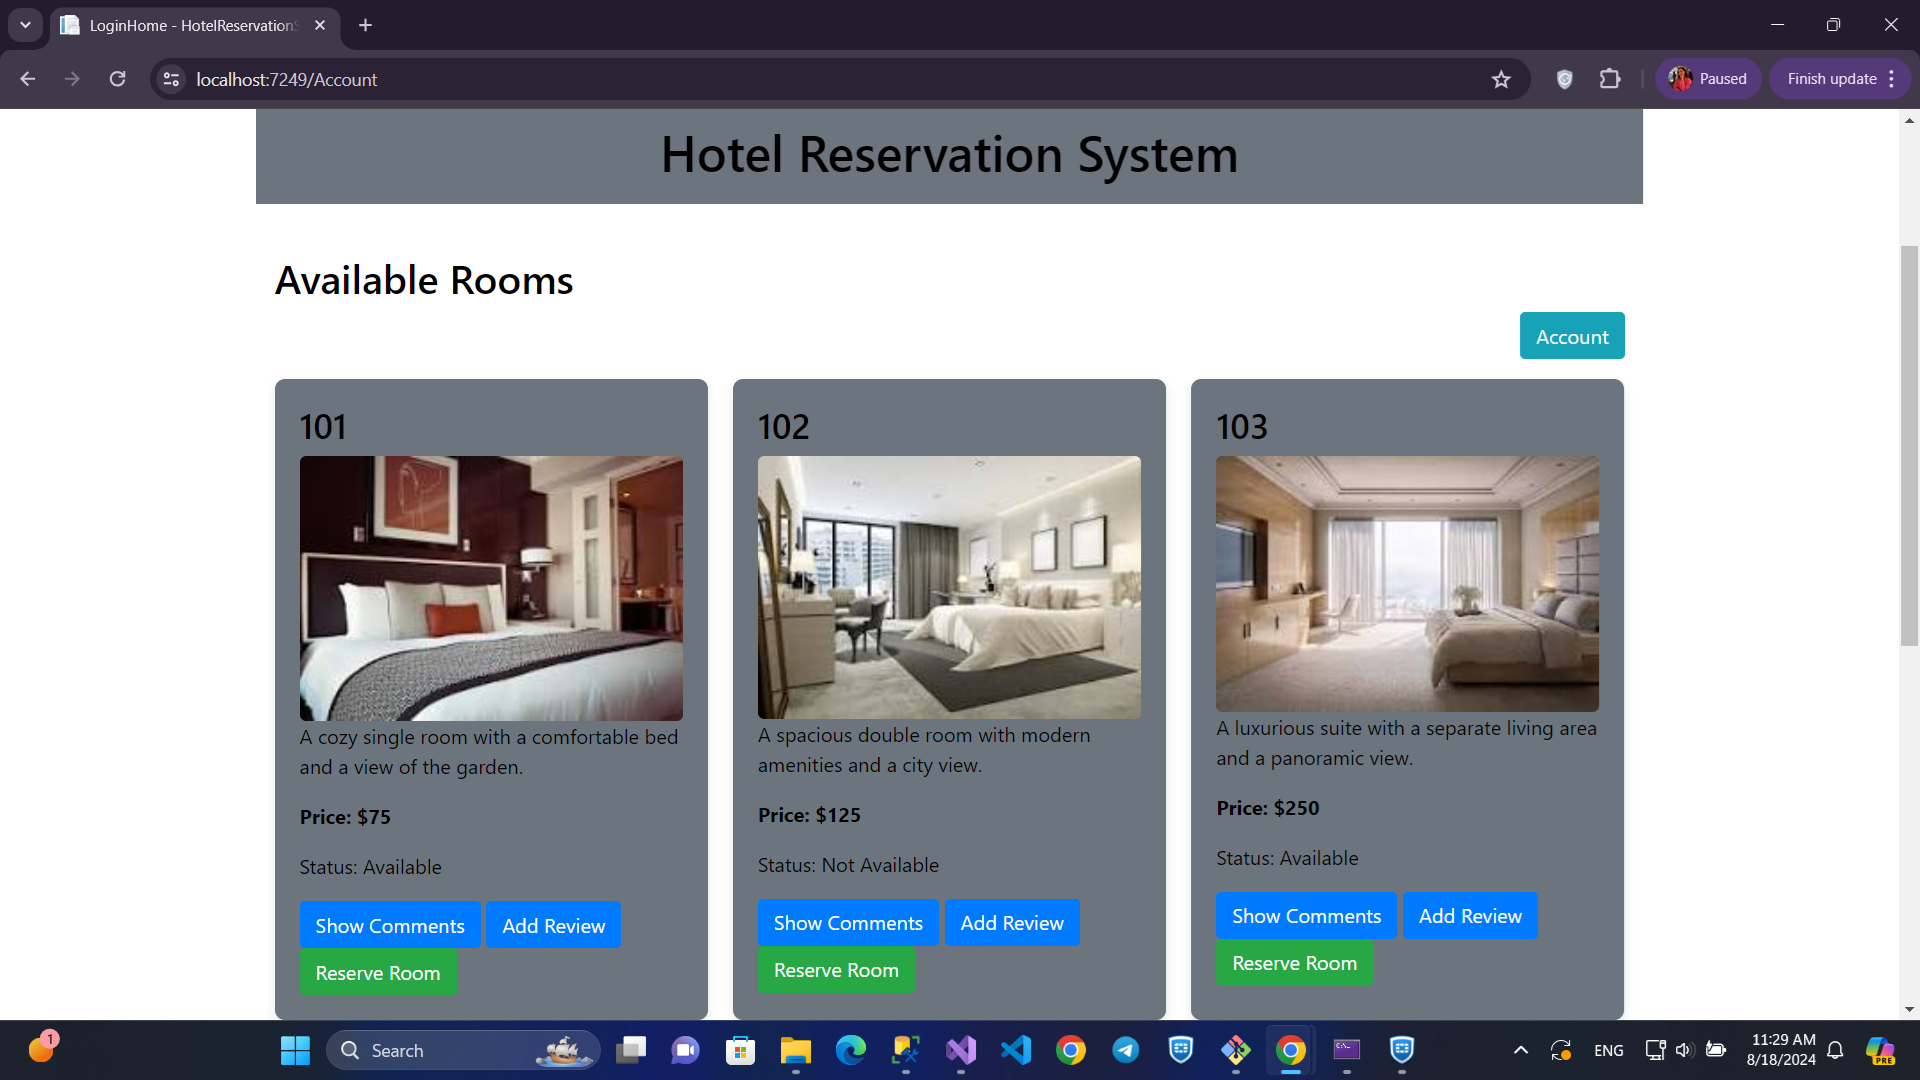 LoginHome - HotelReservationS
localhost:7249/Account
Paused
Finish update
Hotel Reservation System
Available Rooms
Account
101
A cozy single room with a comfortable bed
and a view of the garden.
Price: $75
Status: Available
Show Comments
Add Review
Reserve Room
102
A spacious double room with modern
amenities and a city view.
Price: $125
Status: Not Available
Show Comments
Add Review
Reserve Room
103
A luxurious suite with a separate living area
and a panoramic view.
Price: $250
Status: Available
Show Comments
Add Review
Reserve Room
1
Search
ENG
11:29 AM
8/18/2024
PRE